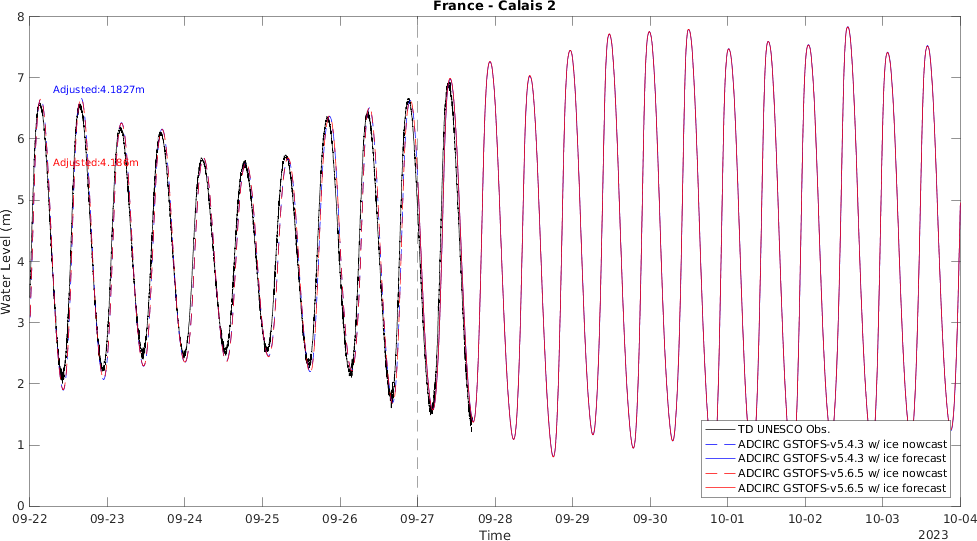 France - Calais 2
8
7
6
5
4
3
2
1
0
Water Level (m)
Adjusted:4.1827m
Adjusted:4.186m
TD UNESCO Obs.
ADCIRC GSTOFS-v5.4.3 w/ ice nowcast
ADCIRC GSTOFS-v5.4.3 w/ ice forecast
ADCIRC GSTOFS-v5.6.5 w/ ice nowcast
ADCIRC GSTOFS-v5.6.5 w/ ice forecast
09-22 09-23 09-24 09-25 09-26 09-27 09-28 09-29 09-30 10-01 10-02 10-03 10-04
Time
2023